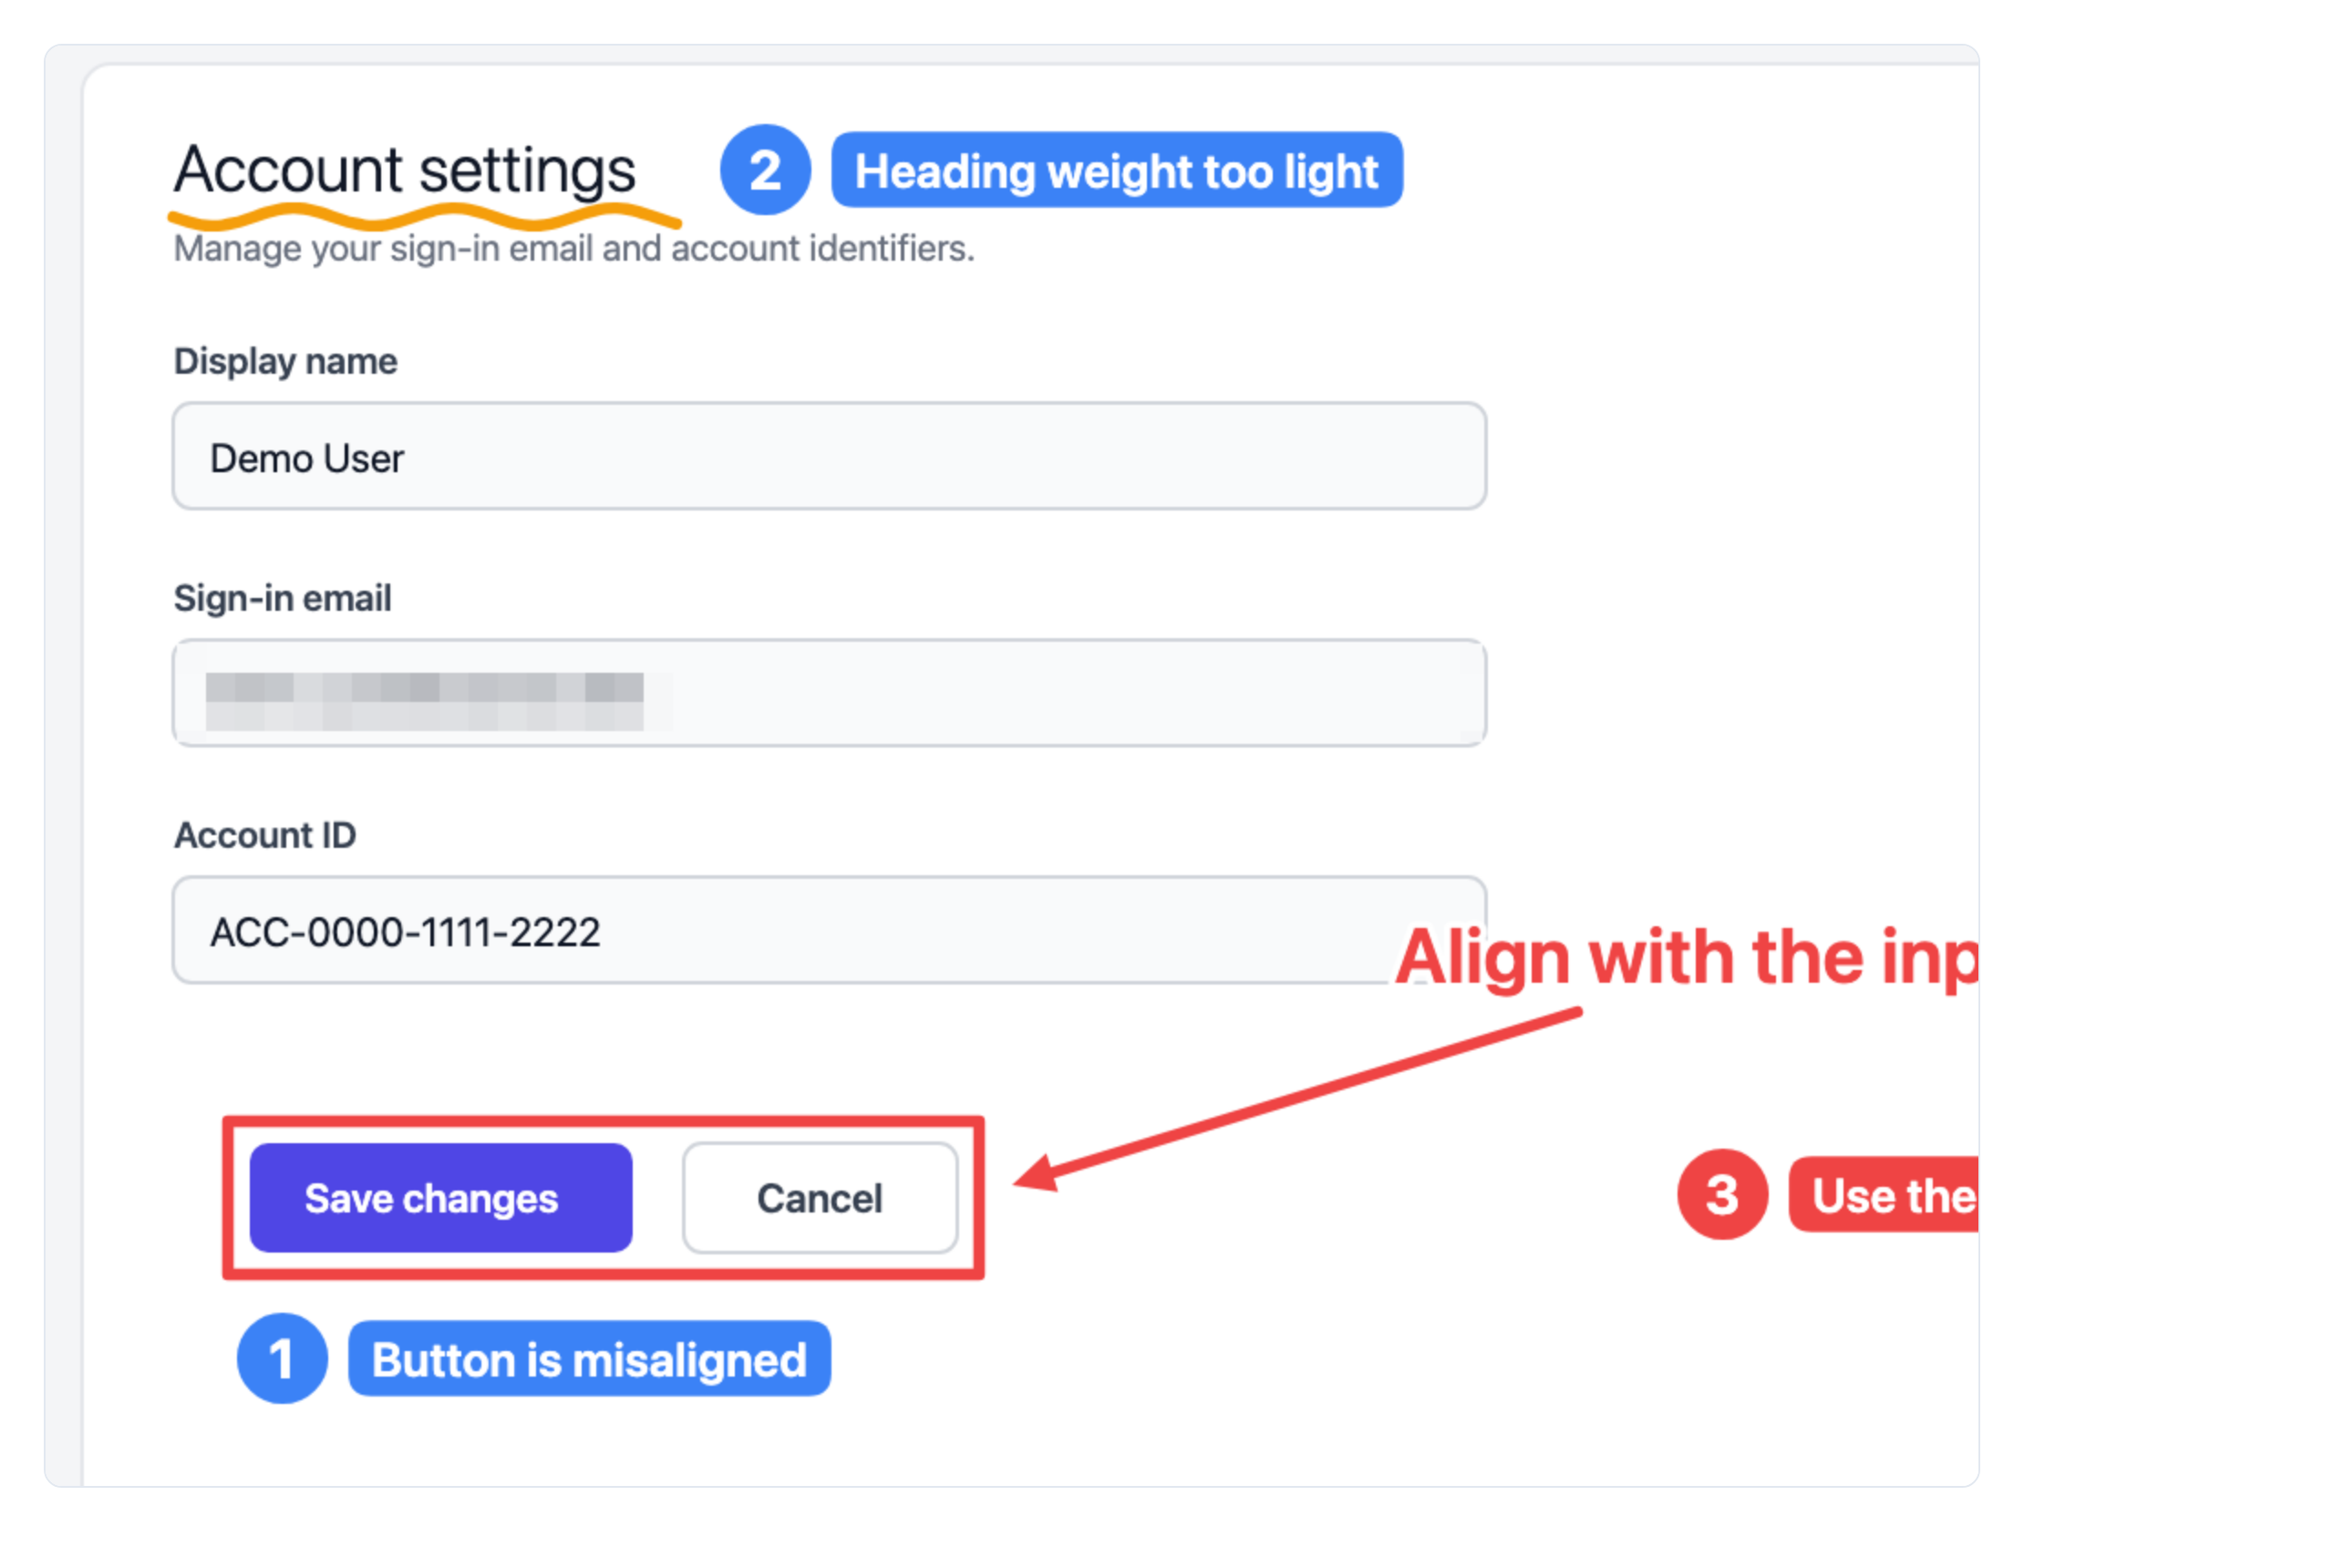 Account settings
2 Heading weight too light
Manage your sign-in email and account identifiers.
Display name
Demo User
Sign-in email
Account ID
ACC-0000-1111-2222
Align with the inp
Save changes
Cancel
3 Use the
1 Button is misaligned